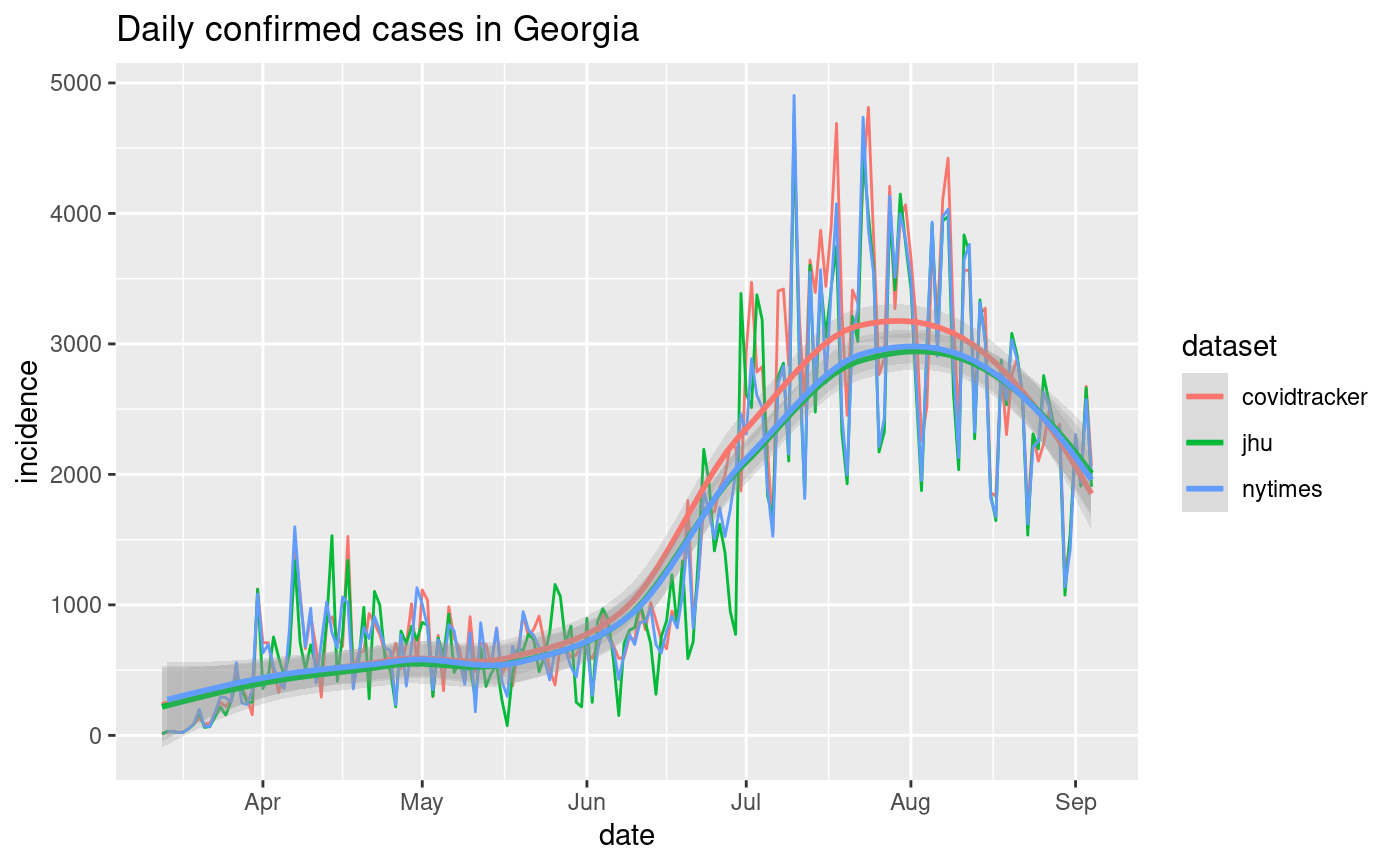 Daily confirmed cases in Georgia
5000
4000
3000
2000
1000
0
incidence
Apr May Jun Jul Aug Sep
date
dataset
covidtracker
jhu
nytimes